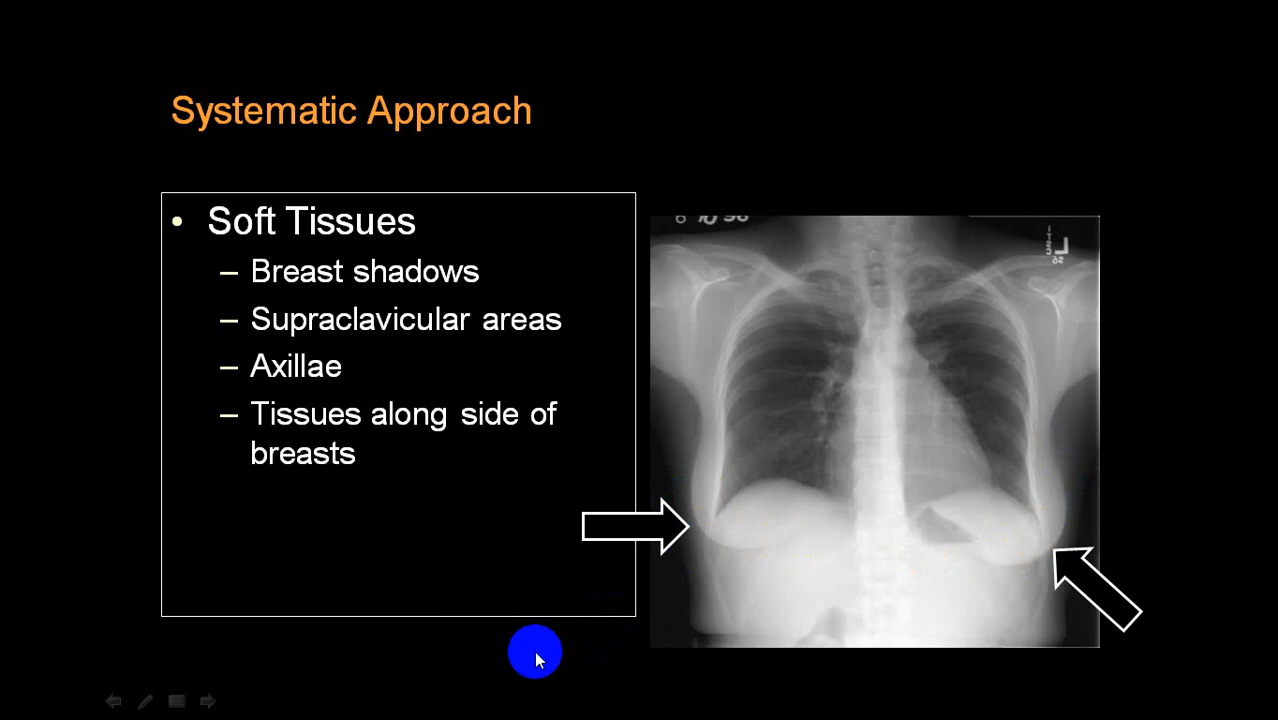 Systematic Approach
• Soft Tissues
– Breast shadows
– Supraclavicular areas
– Axillae
– Tissues along side of
breasts
L